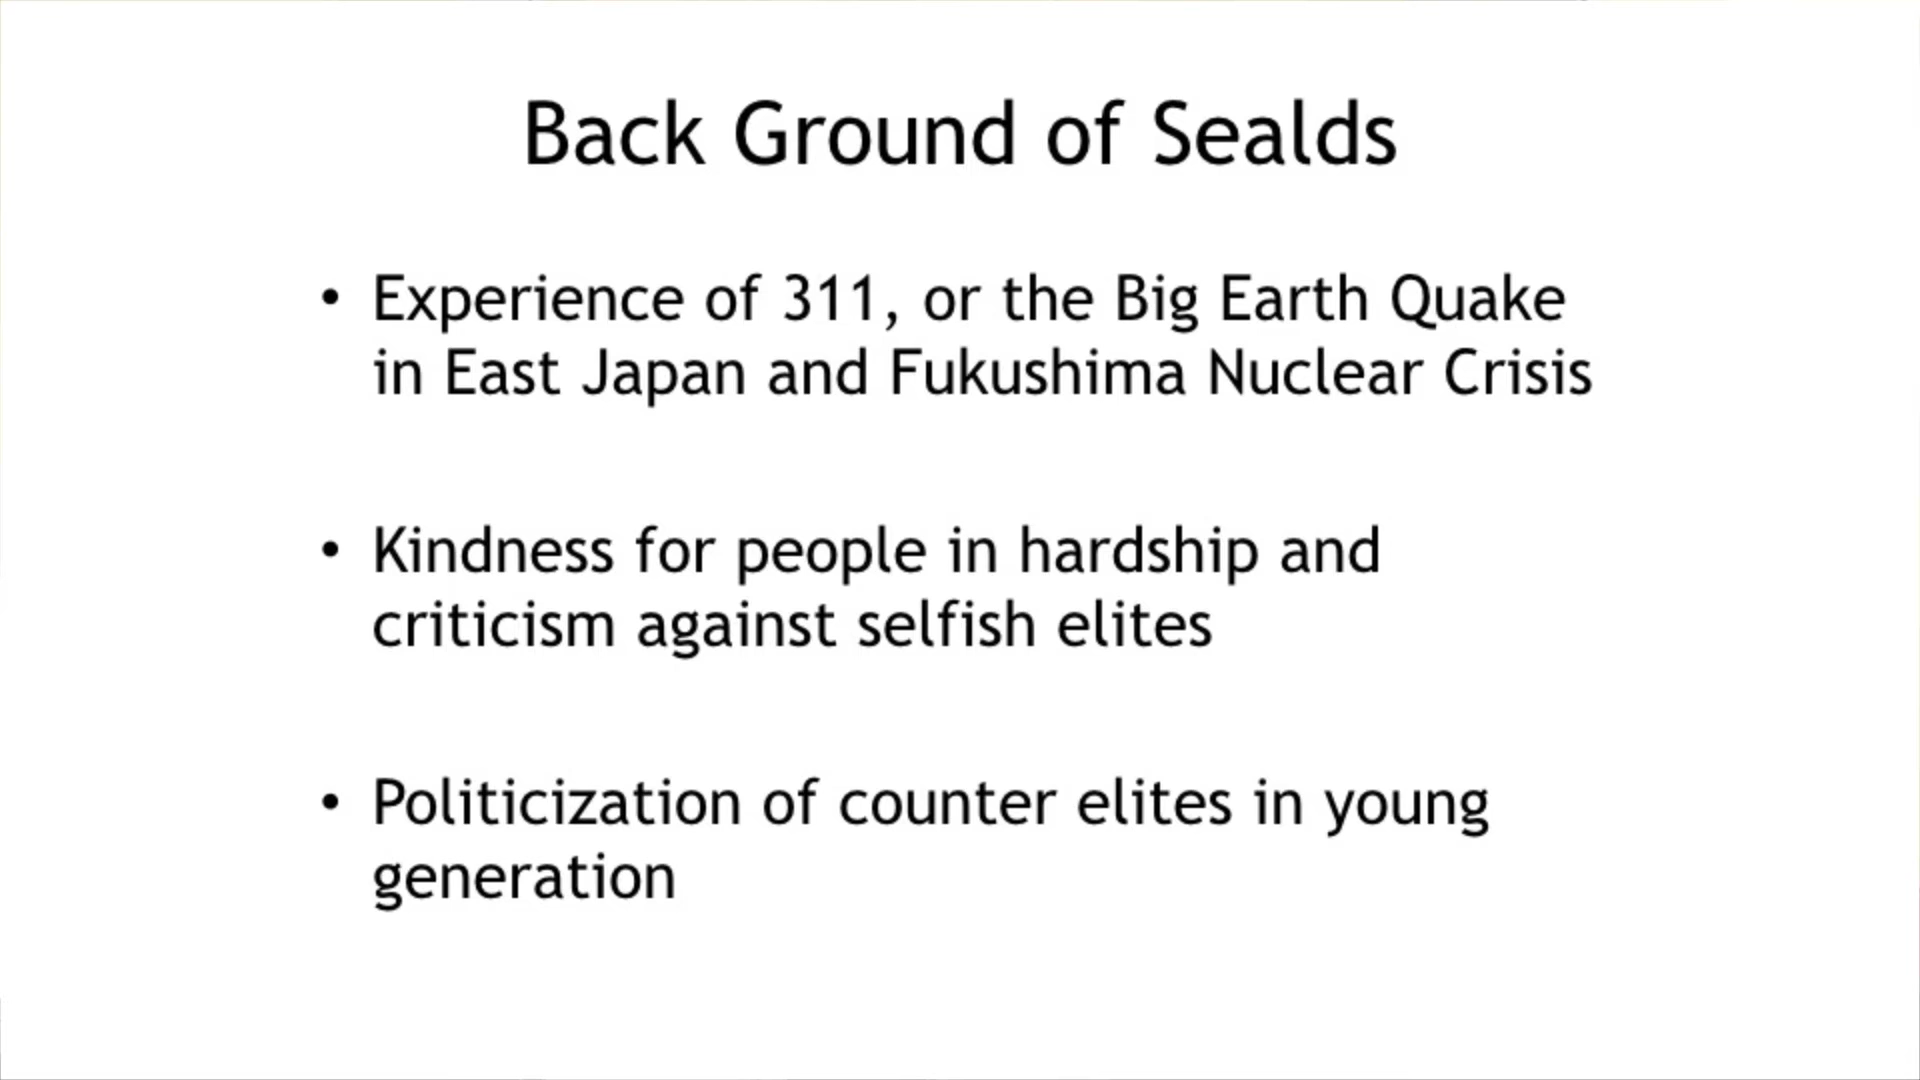 Back Ground of Sealds
• Experience of 311, or the Big Earth Quake
in East Japan and Fukushima Nuclear Crisis
• Kindness for people in hardship and
criticism against selfish elites
• Politicization of counter elites in young
generation